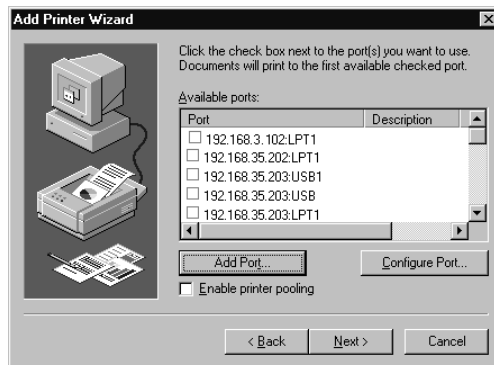 Add Printer Wizard
Click the check box next to the port(s) you want to use.
Documents will print to the first available checked port.
Available ports:
Port Description
192.168.3.102:LPT1
192.168.35.202:LPT1
192.168.35.203:USB1
192.168.35.203:USB
192.168.35.203:LPT1
Add Port... Configure Port...
Enable printer pooling
< Back Next > Cancel